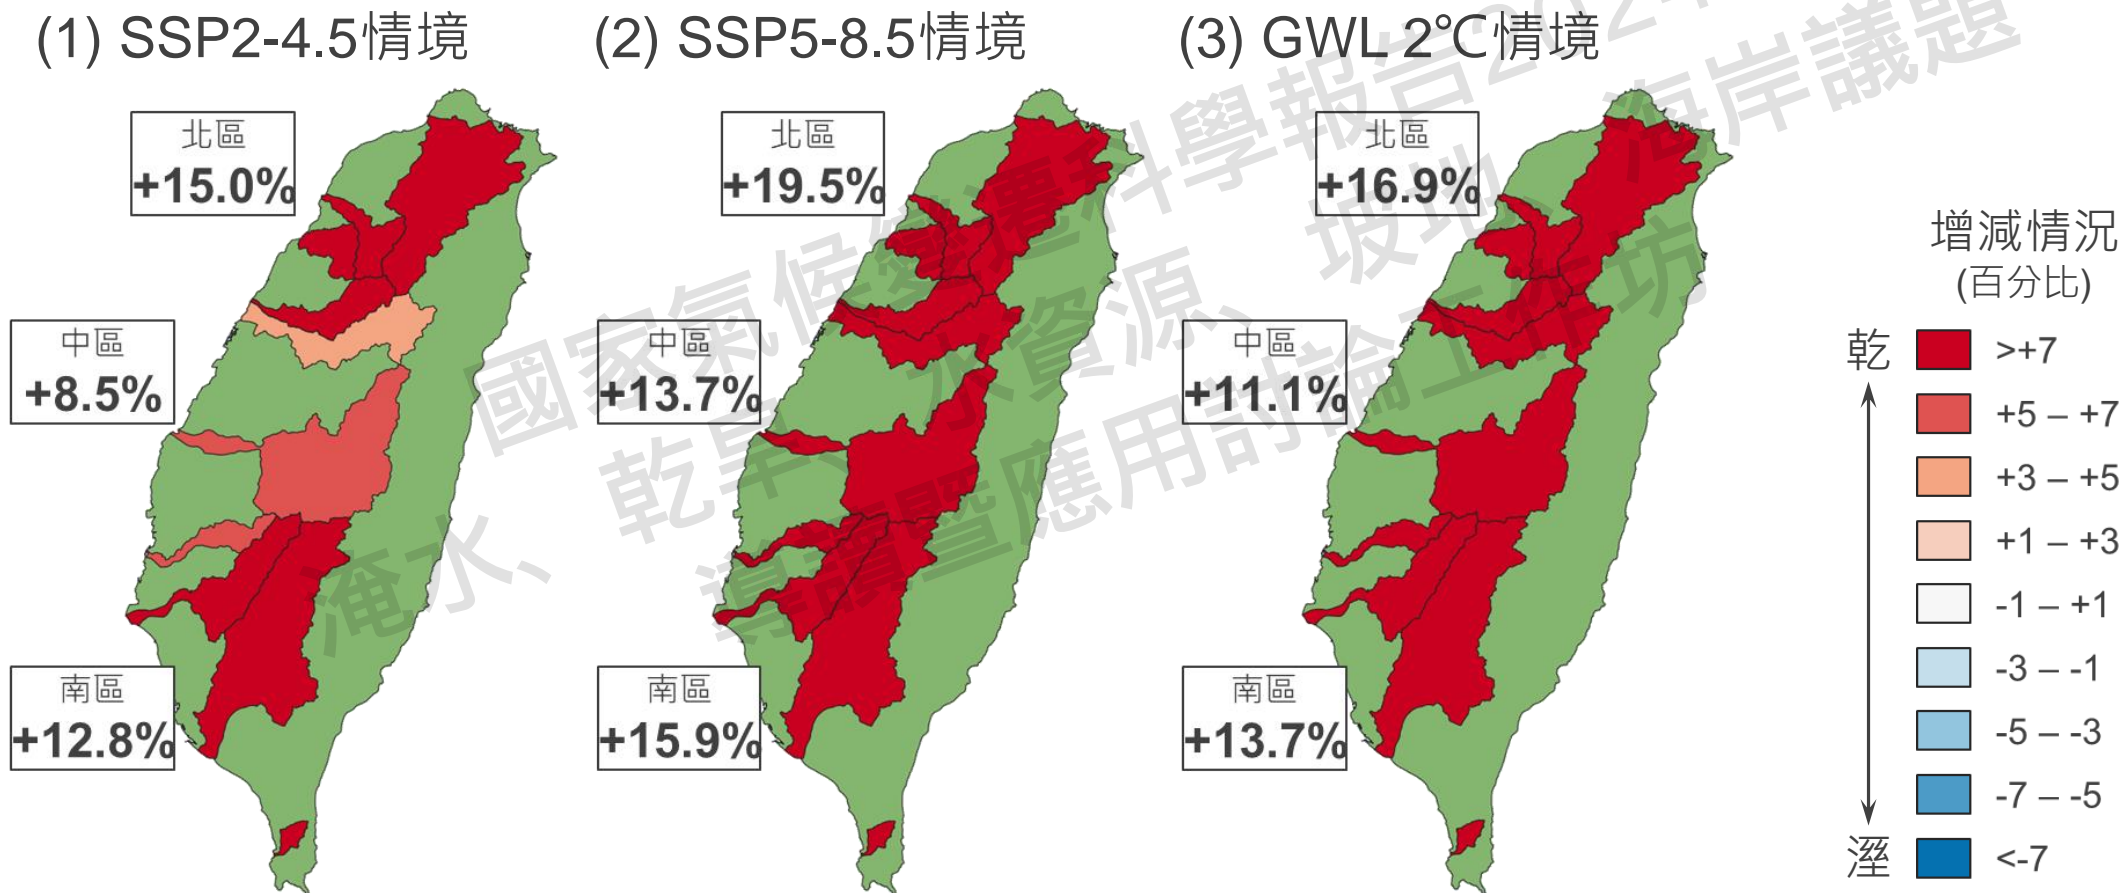 (1) SSP2-4.5情境
(2) SSP5-8.5情境
(3) GWL 2℃情境
北區
+15.0%
中區
+8.5%
南區
+12.8%
北區
+19.5%
中區
+13.7%
南區
+15.9%
北區
+16.9%
中區
+11.1%
南區
+13.7%
增減情況
(百分比)
乾
>+7
+5 – +7
+3 – +5
+1 – +3
-1 – +1
-3 – -1
-5 – -3
-7 – -5
溼
<-7
國家氣候變遷科學報告2024
淹水、乾旱、水資源、坡地、海岸議題
導讀暨應用討論工作坊